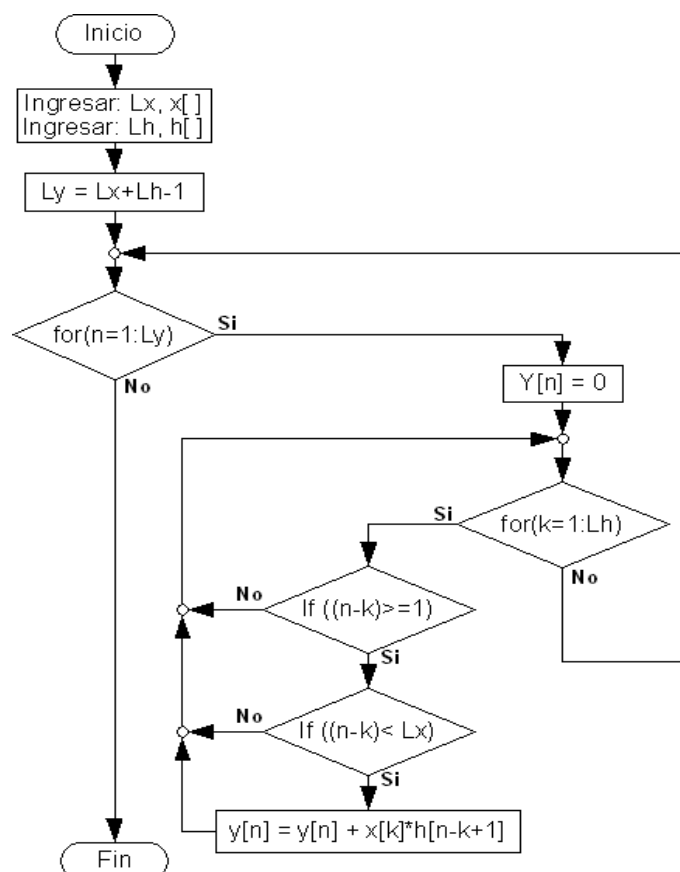 Inicio
Ingresar: Lx, x[ ]
Ingresar: Lh, h[ ]
Ly = Lx+Lh-1
for(n=1:Ly)
Si
No
Y[n] = 0
for(k=1:Lh)
Si
No
If ((n-k)>=1)
No
Si
If ((n-k)< Lx)
No
Si
y[n] = y[n] + x[k]*h[n-k+1]
Fin